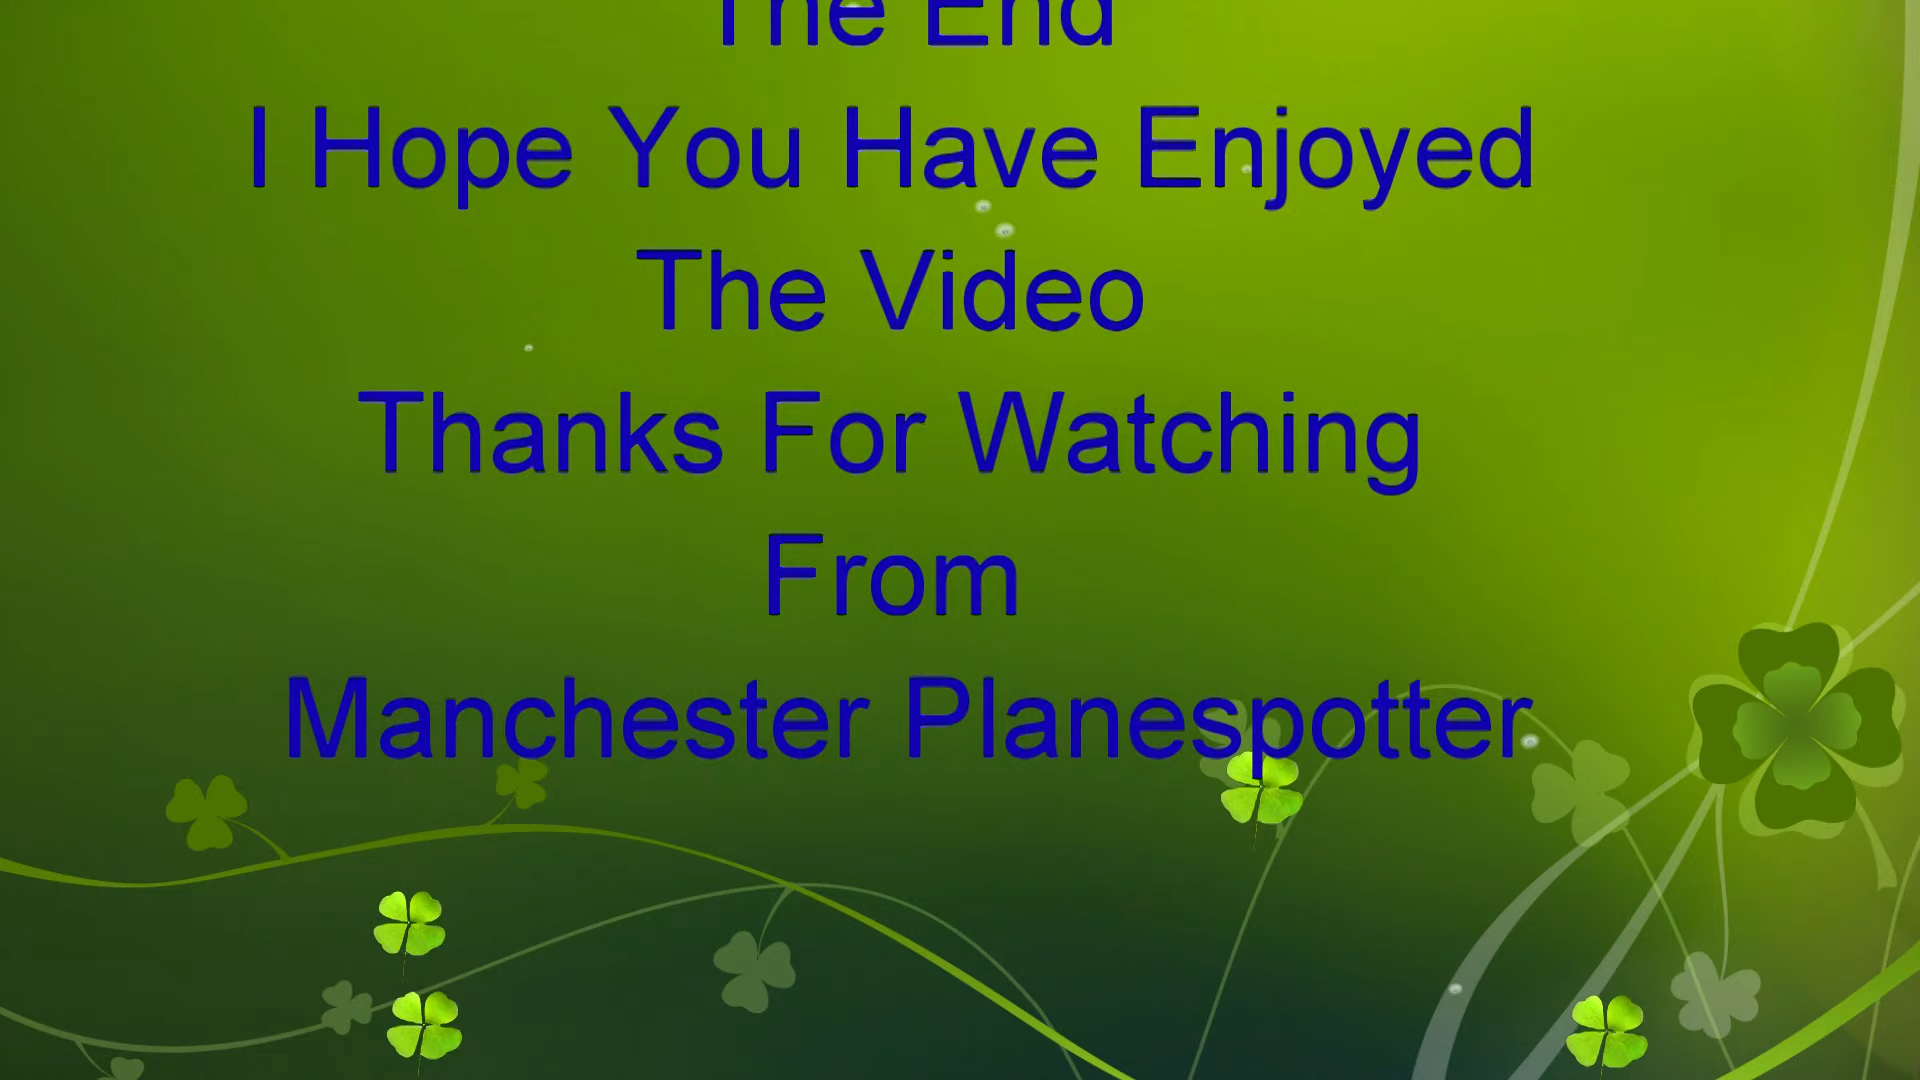 The End
I Hope You Have Enjoyed
The Video
Thanks For Watching
From
Manchester Planespotter